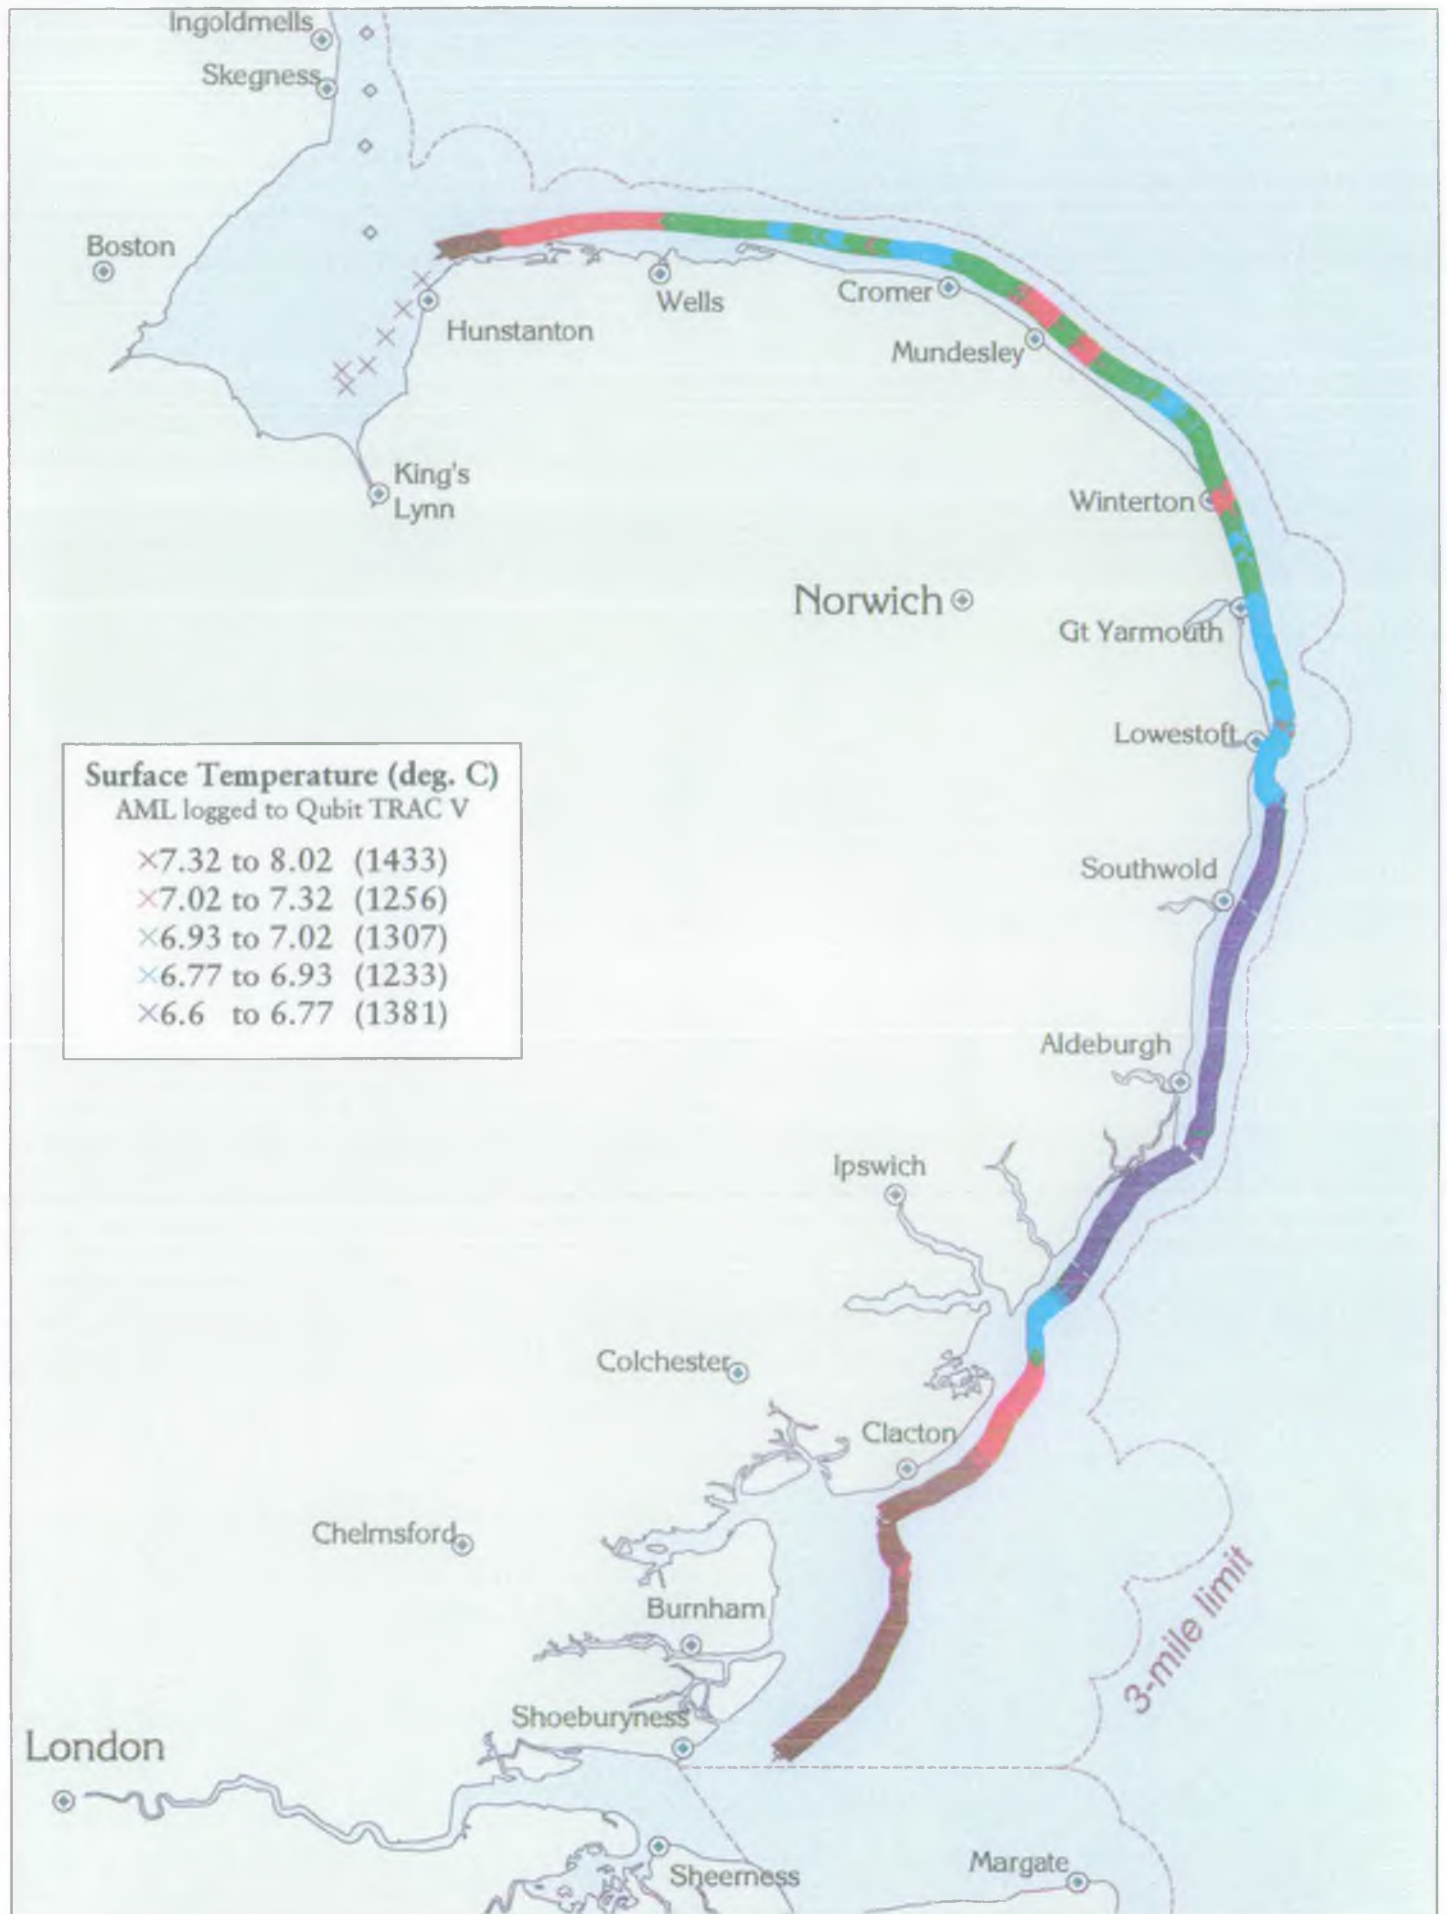 Ingoldmells
Skegness
Boston
Wells
Cromer
Hunstanton
Mundesley
King's
Lynn
Winterton
Norwich
Gt Yarmouth
Lowestoft
Surface Temperature (deg. C)
AML logged to Qubit TRAC V
×7.32 to 8.02 (1433)
×7.02 to 7.32 (1256)
×6.93 to 7.02 (1307)
×6.77 to 6.93 (1233)
×6.6 to 6.77 (1381)
Southwold
Aldeburgh
Ipswich
Colchester
Clacton
Chelmsford
Burnham
3-mile limit
Shoeburyness
London
Sheerness
Margate